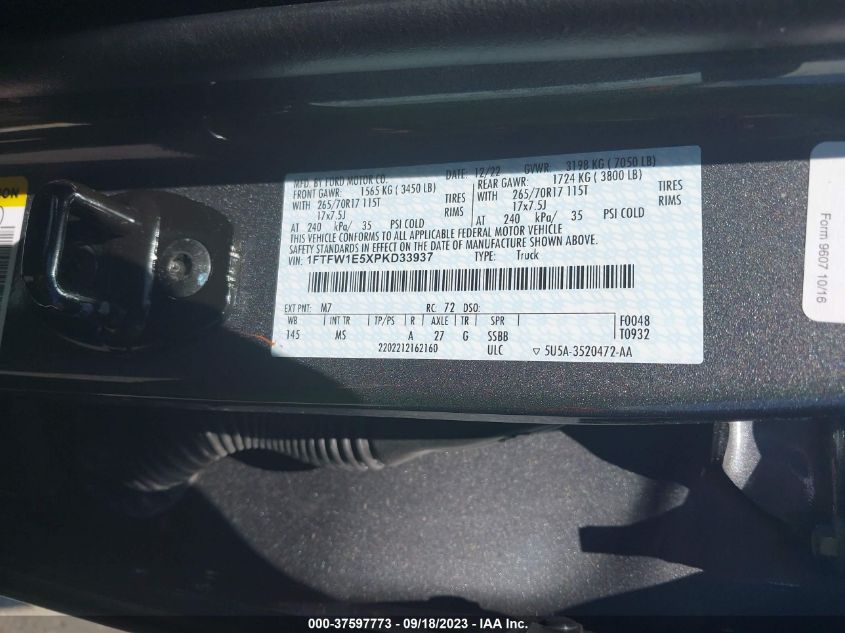 MFD. BY FORD MOTOR CO. DATE: 12/22 GVWR: 3198 KG ( 7050 LB)
FRONT GAWR: 1565 KG ( 3450 LB) REAR GAWR: 1724 KG ( 3800 LB)
WITH 265/70R17 115T TIRES WITH 265/70R17 115T TIRES
17x7.5J RIMS 17x7.5J RIMS
AT 240 kPa/ 35 PSI COLD AT 240 kPa/ 35 PSI COLD
THIS VEHICLE CONFORMS TO ALL APPLICABLE FEDERAL MOTOR VEHICLE
SAFETY STANDARDS IN EFFECT ON THE DATE OF MANUFACTURE SHOWN ABOVE.
VIN: 1FTFW1E5XPKD33937 TYPE: Truck
EXT PNT: M7 RC: 72 DSO:
WB INT TR TP/PS R AXLE TR SPR F0048
145 MS A 27 G SSBB T0932
2202212162160 ULC ▽ 5U5A-3520472-AA
Form 9607 10/16
000-37597773 - 09/18/2023 - IAA Inc.